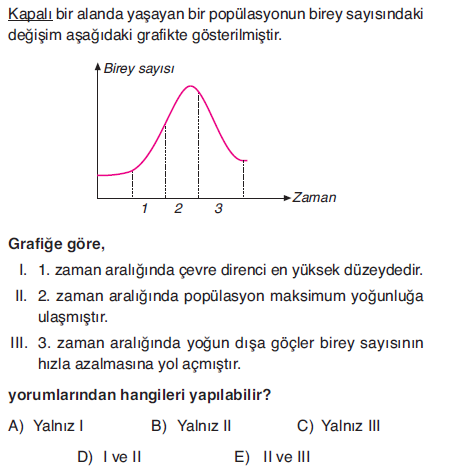 Kapalı bir alanda yaşayan bir popülasyonun birey sayısındaki
değişim aşağıdaki grafikte gösterilmiştir.
Birey sayısı
Zaman
1 2 3
Grafiğe göre,
I. 1. zaman aralığında çevre direnci en yüksek düzeydedir.
II. 2. zaman aralığında popülasyon maksimum yoğunluğa
ulaşmıştır.
III. 3. zaman aralığında yoğun dışa göçler birey sayısının
hızla azalmasına yol açmıştır.
yorumlarından hangileri yapılabilir?
A) Yalnız I B) Yalnız II C) Yalnız III
D) I ve II E) II ve III